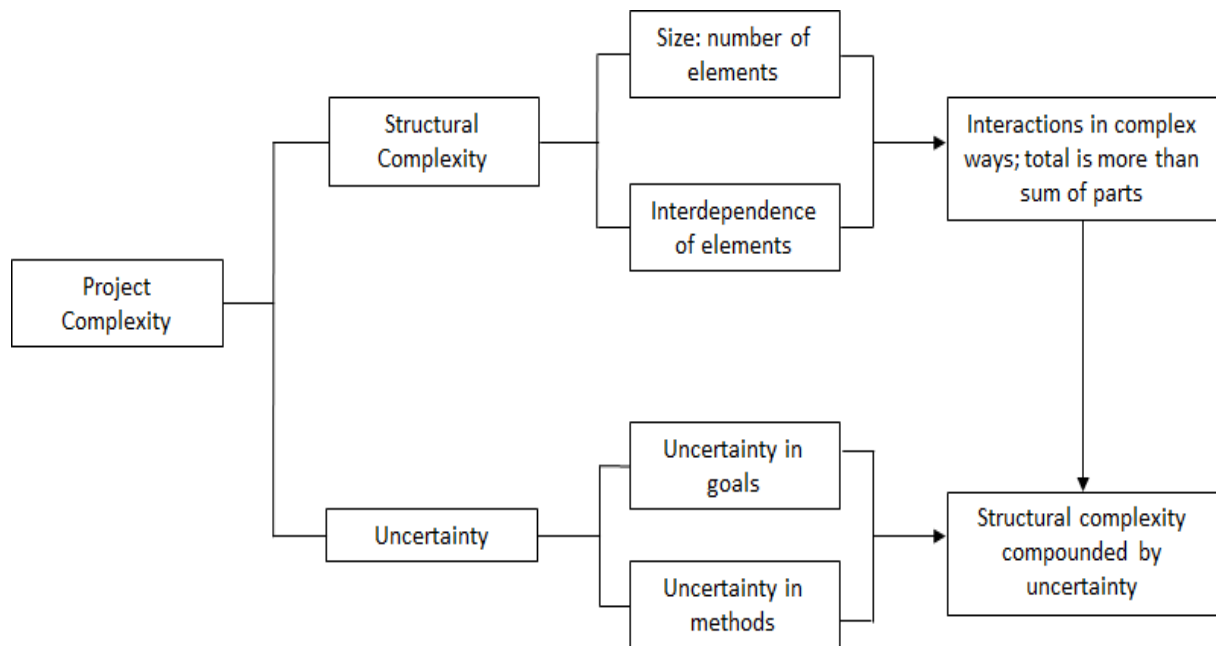 Size: number of
elements
Structural
Complexity
Interactions in complex
ways; total is more than
sum of parts
Interdependence
of elements
Project
Complexity
Uncertainty in
goals
Uncertainty
Structural complexity
compounded by
uncertainty
Uncertainty in
methods